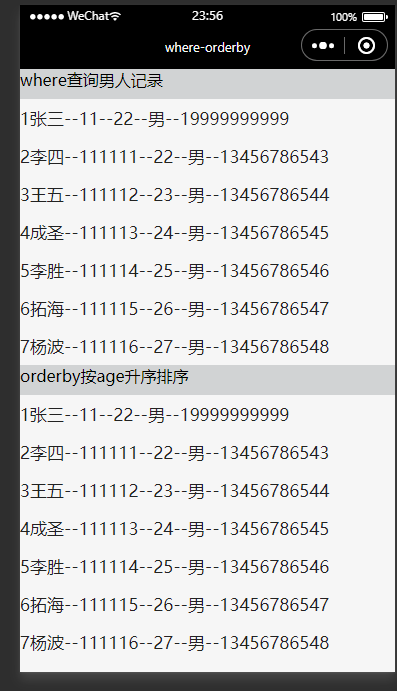 WeChat 23:56 100%
where-orderby
where查询男人记录
1张三--11--22--男--19999999999
2李四--111111--22--男--13456786543
3王五--111112--23--男--13456786544
4成圣--111113--24--男--13456786545
5李胜--111114--25--男--13456786546
6拓海--111115--26--男--13456786547
7杨波--111116--27--男--13456786548
orderby按age升序排序
1张三--11--22--男--19999999999
2李四--111111--22--男--13456786543
3王五--111112--23--男--13456786544
4成圣--111113--24--男--13456786545
5李胜--111114--25--男--13456786546
6拓海--111115--26--男--13456786547
7杨波--111116--27--男--13456786548